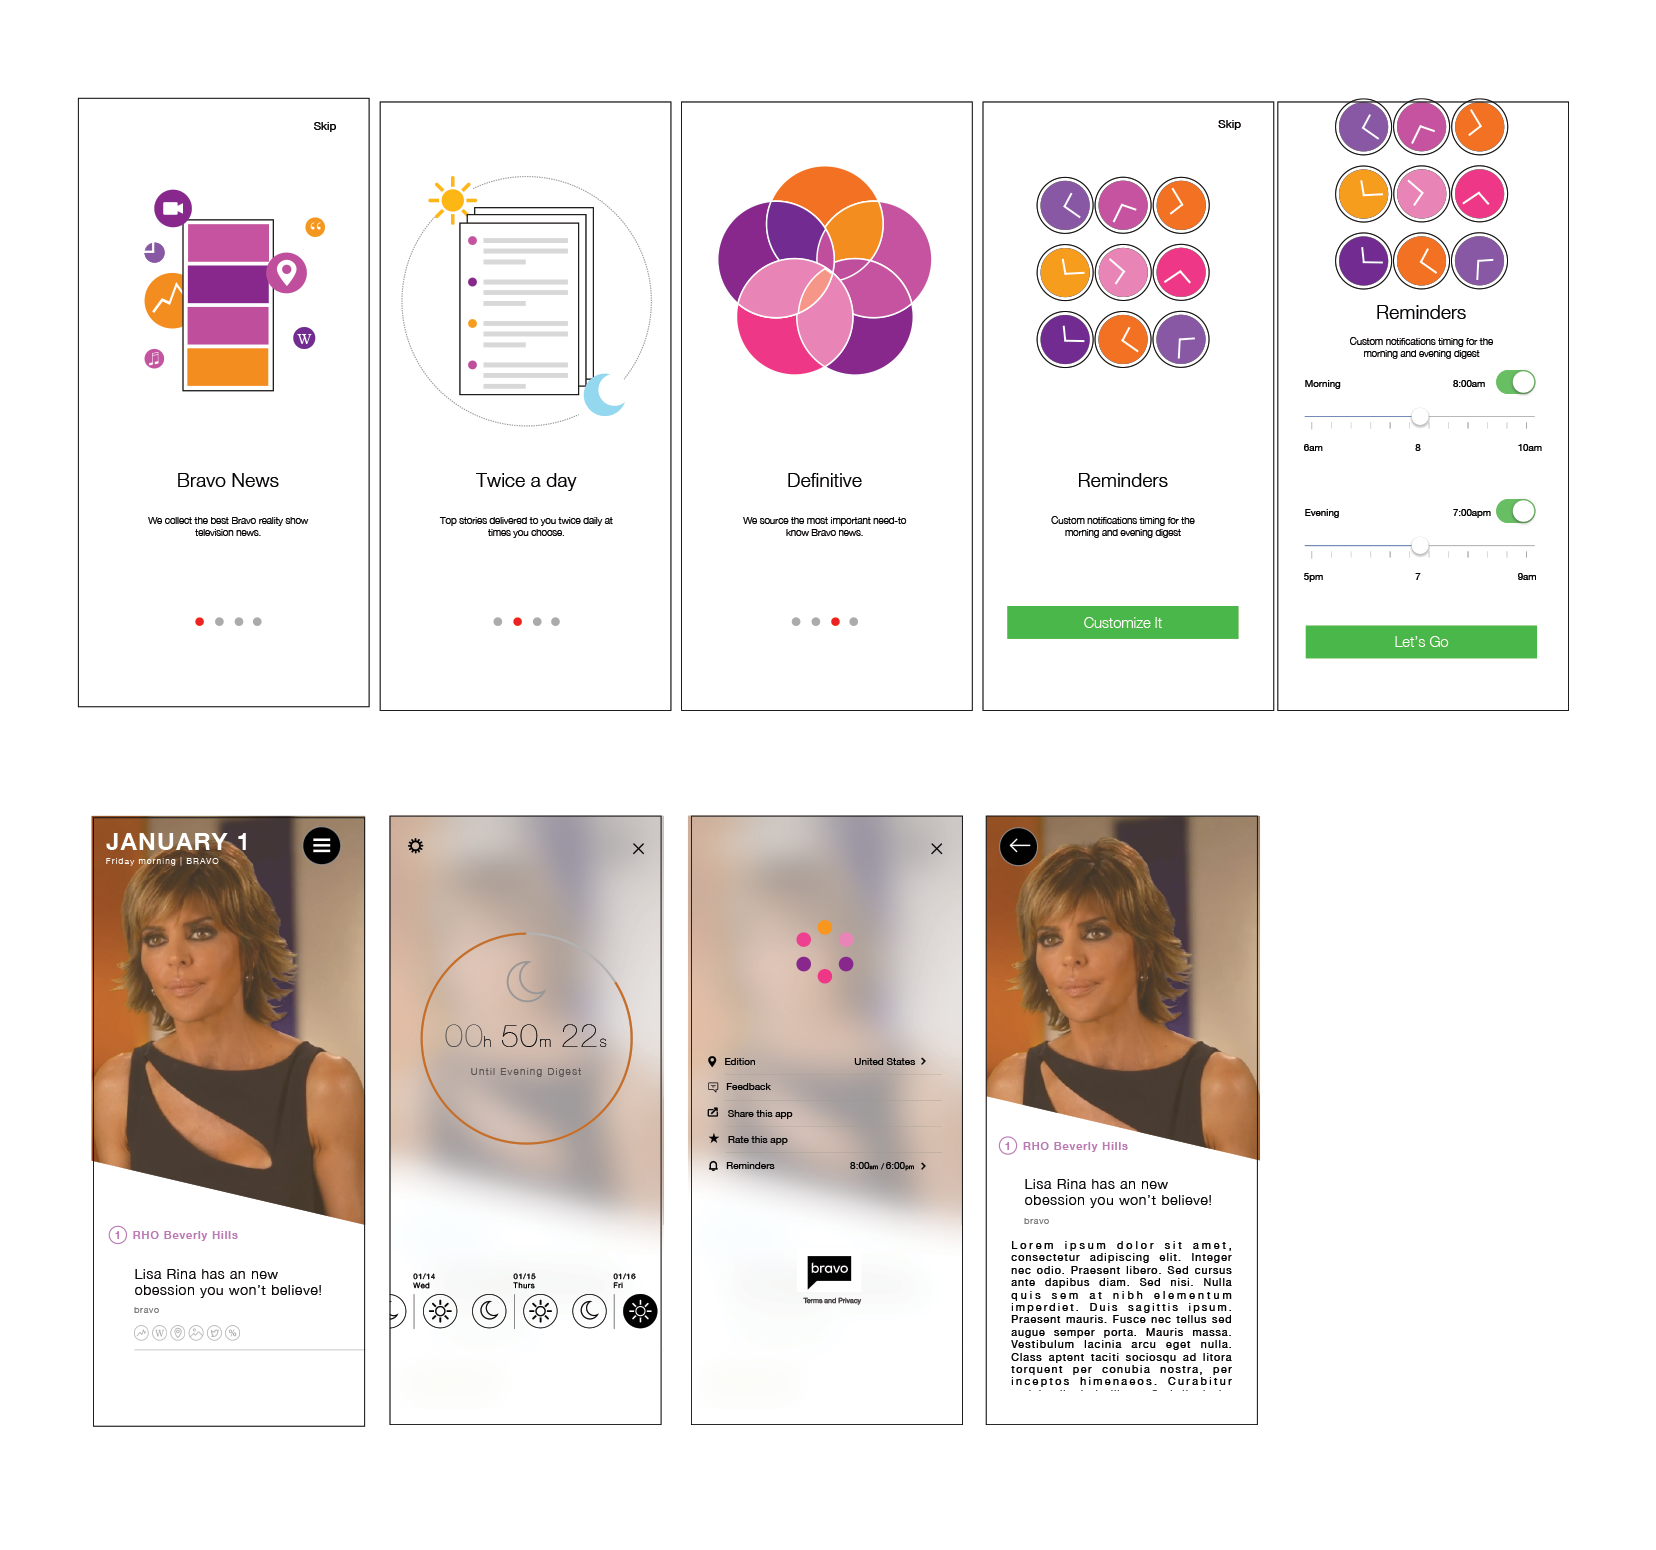 Skip
Bravo News
We collect the best Bravo reality show
television news.
Twice a day
Top stories delivered to you twice daily at
times you choose.
Definitive
We source the most important need-to
know Bravo news.
Skip
Reminders
Custom notifications timing for the
morning and evening digest
Customize It
Reminders
Custom notifications timing for the
morning and evening digest
Morning 8:00am
6am 8 10am
Evening 7:00apm
5pm 7 9am
Let's Go
W
JANUARY 1
Friday morning | BRAVO
1 RHO Beverly Hills
Lisa Rina has an new
obession you won't believe!
bravo
W %
00h 50m 22s
Until Evening Digest
01/14 01/15 01/16
Wed Thurs Fri
Edition United States
Feedback
Share this app
Rate this app
Reminders 8:00am / 6:00pm
bravo
Terms and Privacy
1 RHO Beverly Hills
Lisa Rina has an new
obession you won't believe!
bravo
Lorem ipsum dolor sit amet,
consectetur adipiscing elit. Integer
nec odio. Praesent libero. Sed cursus
ante dapibus diam. Sed nisi. Nulla
quis sem at nibh elementum
imperdiet. Duis sagittis ipsum.
Praesent mauris. Fusce nec tellus sed
augue semper porta. Mauris massa.
Vestibulum lacinia arcu eget nulla.
Class aptent taciti sociosqu ad litora
torquent per conubia nostra, per
inceptos himenaeos. Curabitur